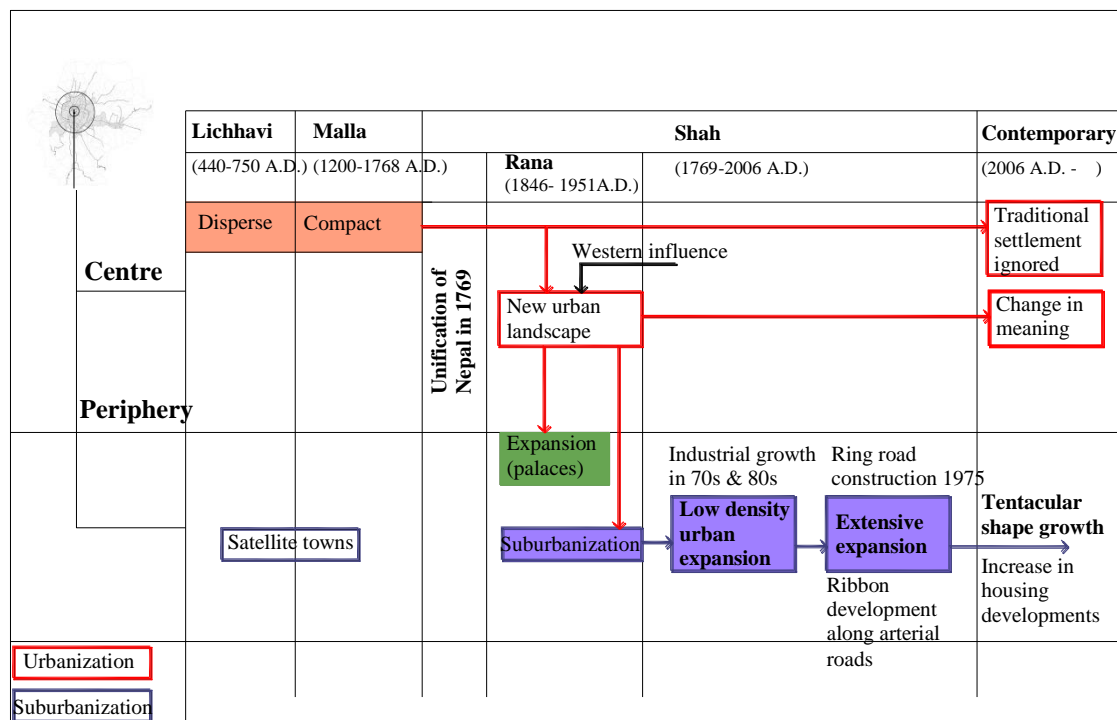 Lichhavi
(440-750 A.D.)
Malla
(1200-1768 A.D.)
Shah
Rana
(1846- 1951A.D.)
(1769-2006 A.D.)
Contemporary
(2006 A.D. -    )
Centre
Disperse
Compact
Unification of
Nepal in 1769
Western influence
New urban
landscape
Traditional
settlement
ignored
Change in
meaning
Periphery
Expansion
(palaces)
Satellite towns
Suburbanization
Industrial growth
in 70s & 80s
Low density
urban
expansion
Ring road
construction 1975
Extensive
expansion
Ribbon
development
along arterial
roads
Tentacular
shape growth
Increase in
housing
developments
Urbanization
Suburbanization